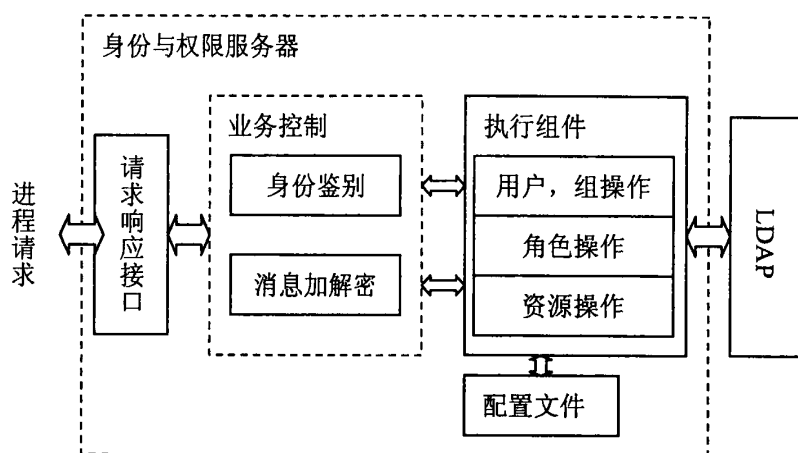 身份与权限服务器
进程请求
请求响应接口
业务控制
身份鉴别
消息加解密
执行组件
用户，组操作
角色操作
资源操作
配置文件
LDAP